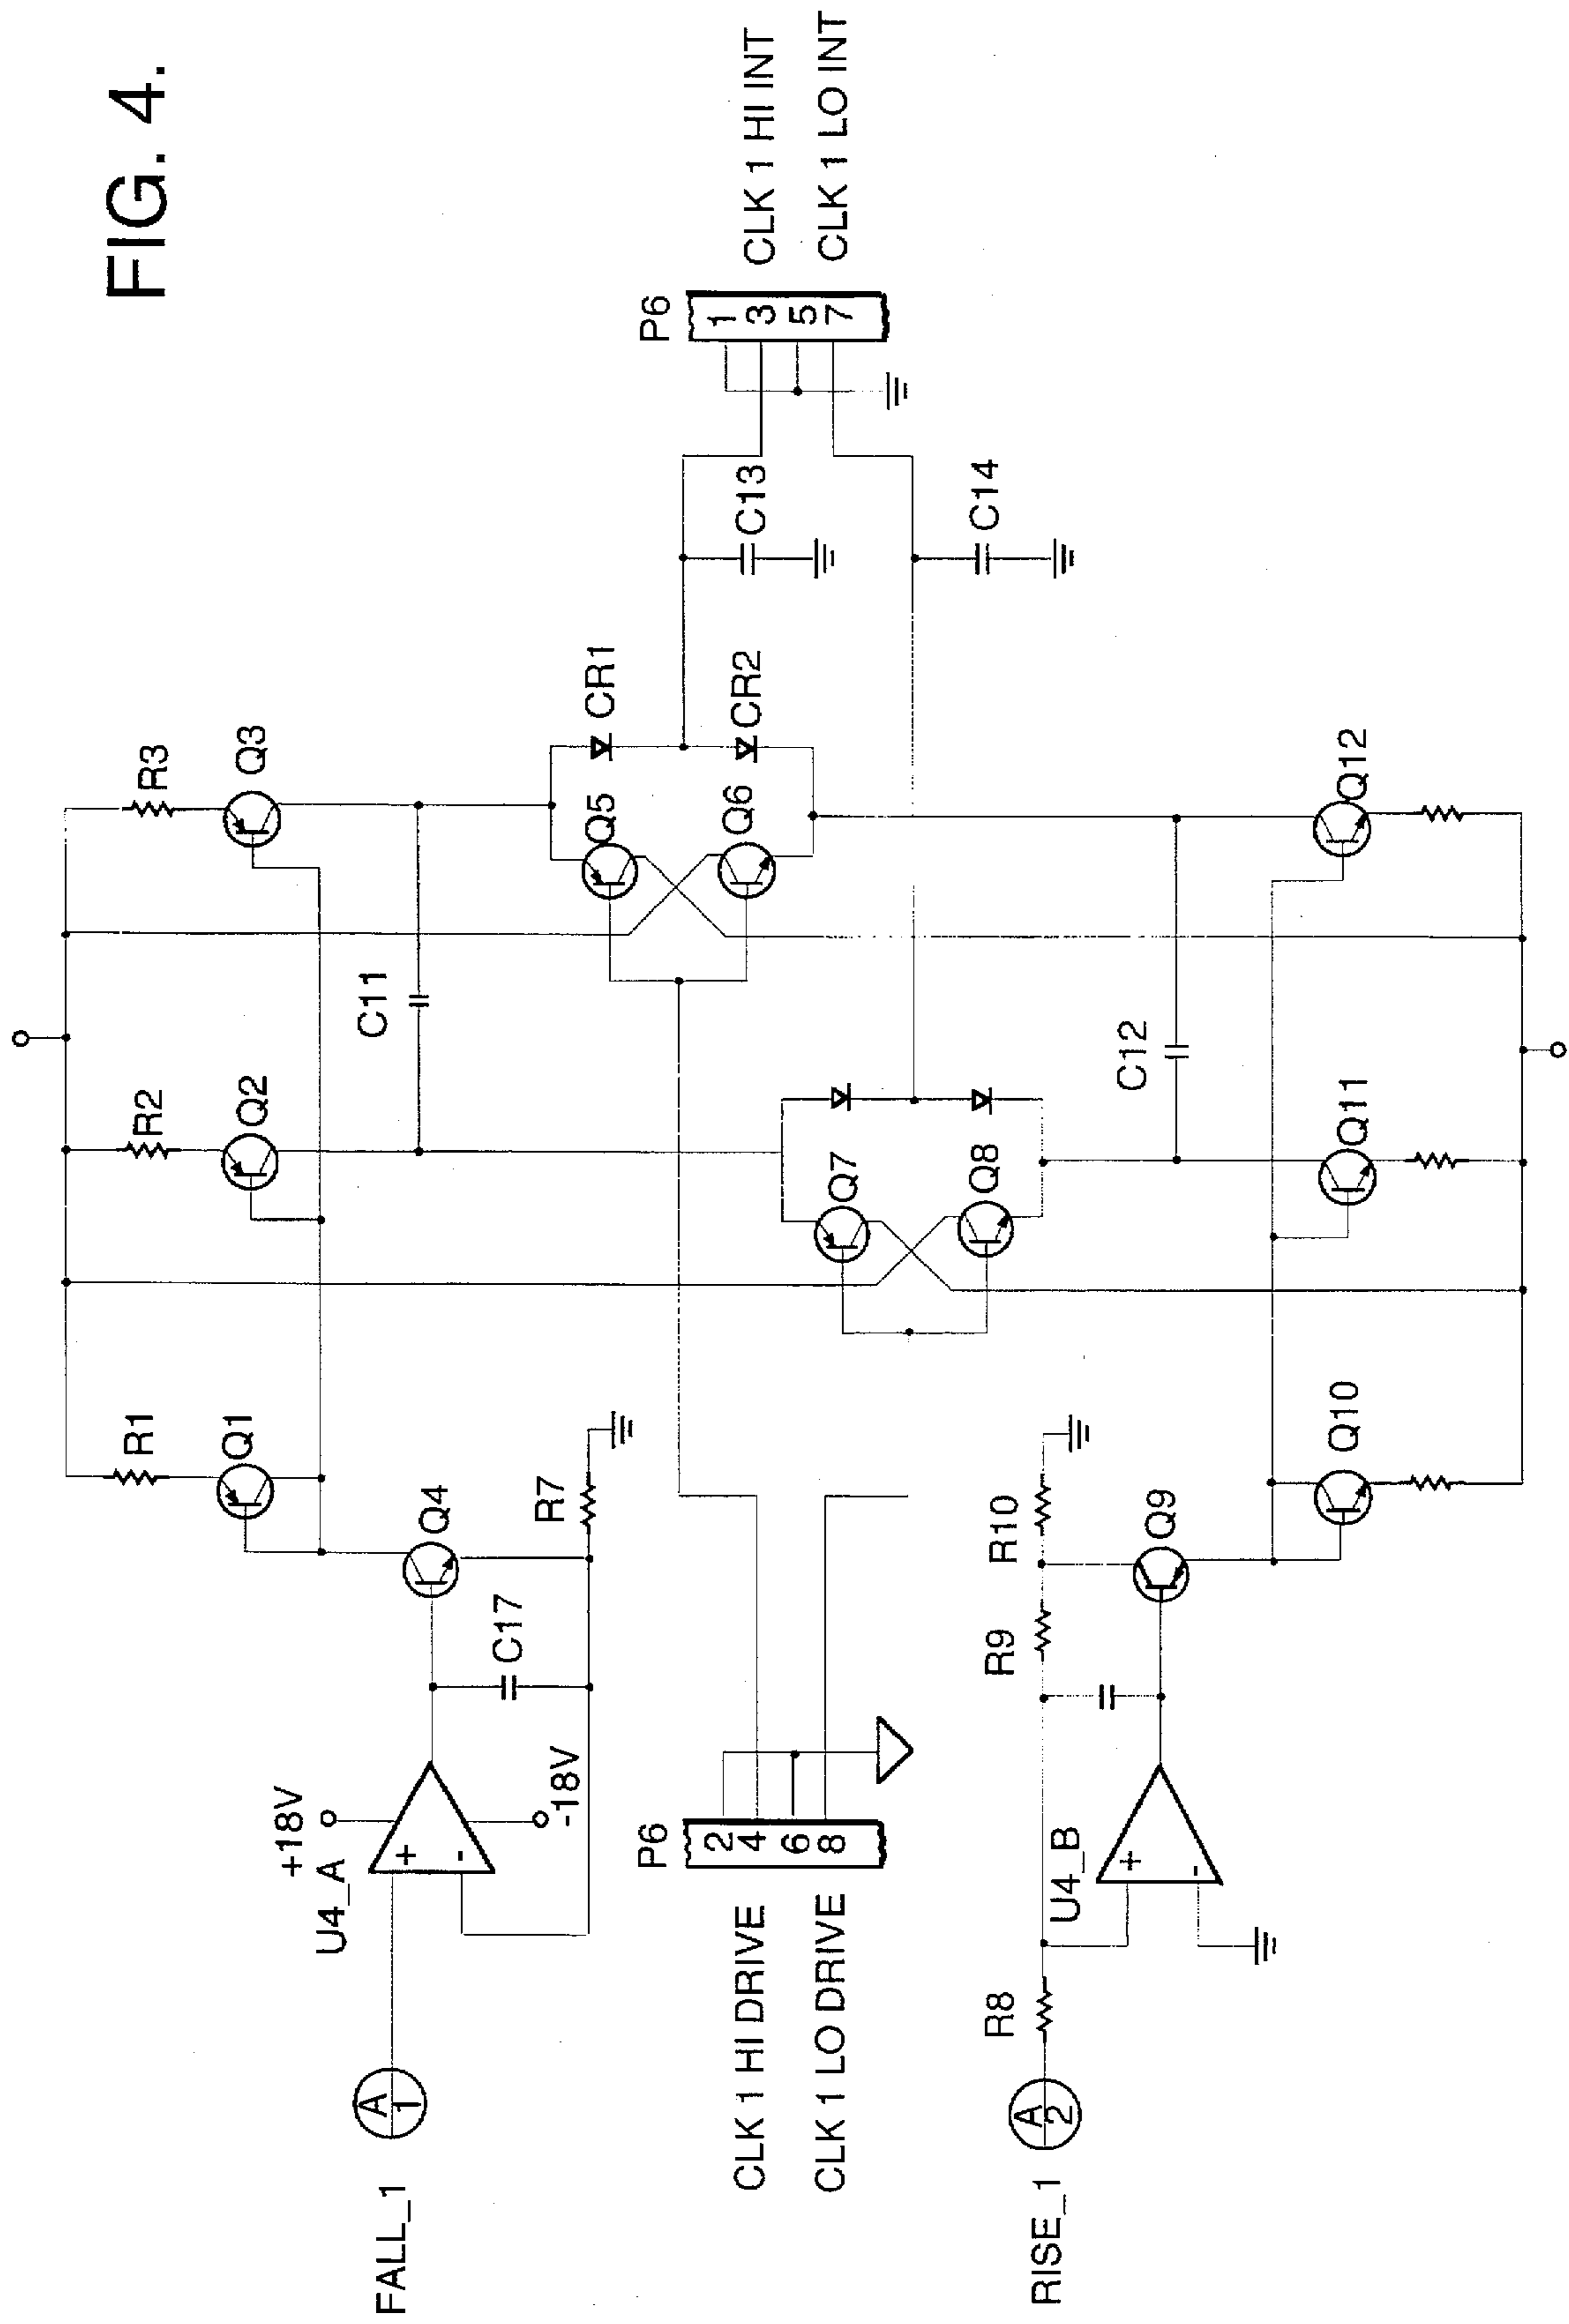 FIG. 4.
R1
R2
R3
Q1
Q2
Q3
+18V
U4_A
+
-
-18V
A
1
FALL_1
Q4
C17
R7
C11
Q5
CR1
Q6
CR2
P6
1
3
5
7
CLK 1 HI INT
CLK 1 LO INT
C13
C14
P6
2
4
6
8
CLK 1 HI DRIVE
CLK 1 LO DRIVE
Q7
Q8
R8
R9
R10
A
2
RISE_1
U4_B
+
-
Q9
C12
Q10
Q11
Q12